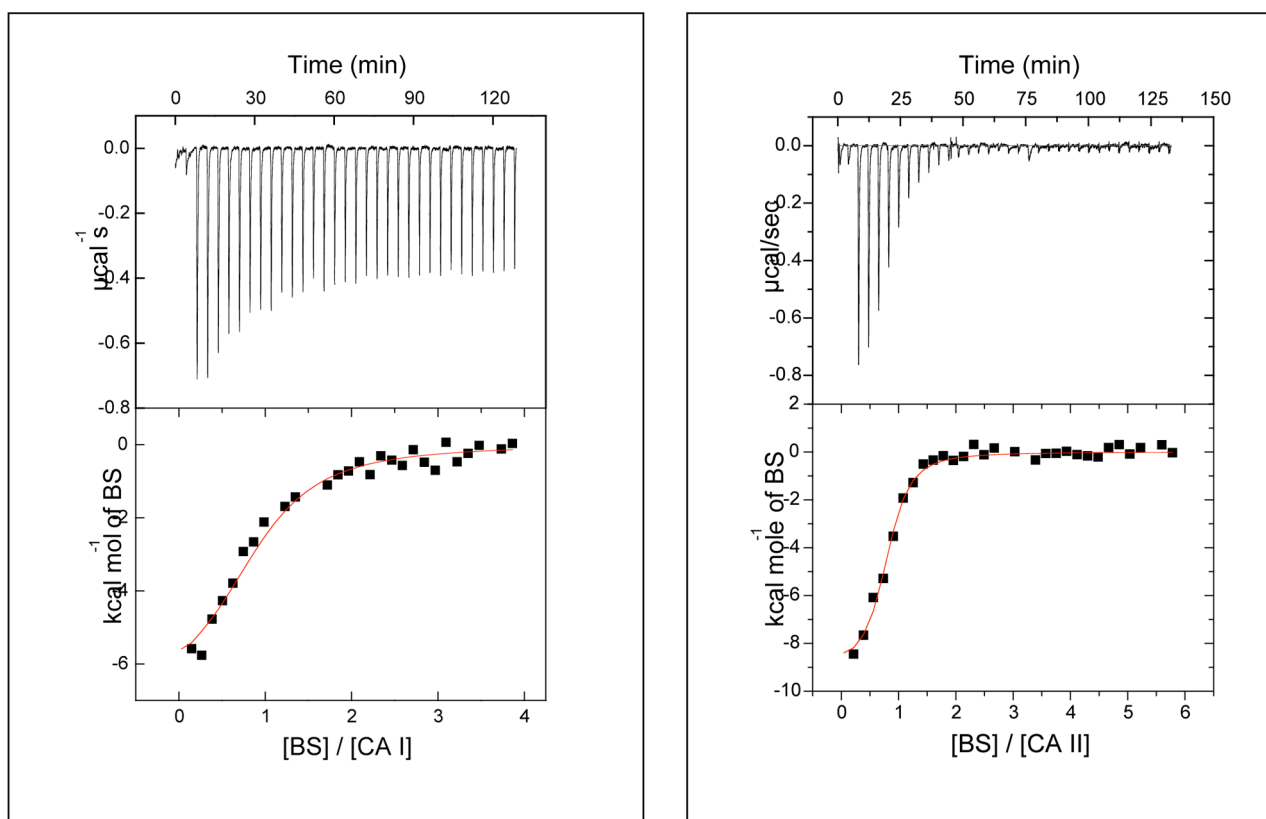 Time (min)
0 30 60 90 120
0.0
-0.2
-0.4
-0.6
-0.8
µcal s-1
0
-2
-4
-6
kcal mol-1 of BS
0 1 2 3 4
[BS] / [CA I]
Time (min)
0 25 50 75 100 125 150
0.0
-0.2
-0.4
-0.6
-0.8
µcal/sec
2
0
-2
-4
-6
-8
-10
kcal mole-1 of BS
0 1 2 3 4 5 6
[BS] / [CA II]